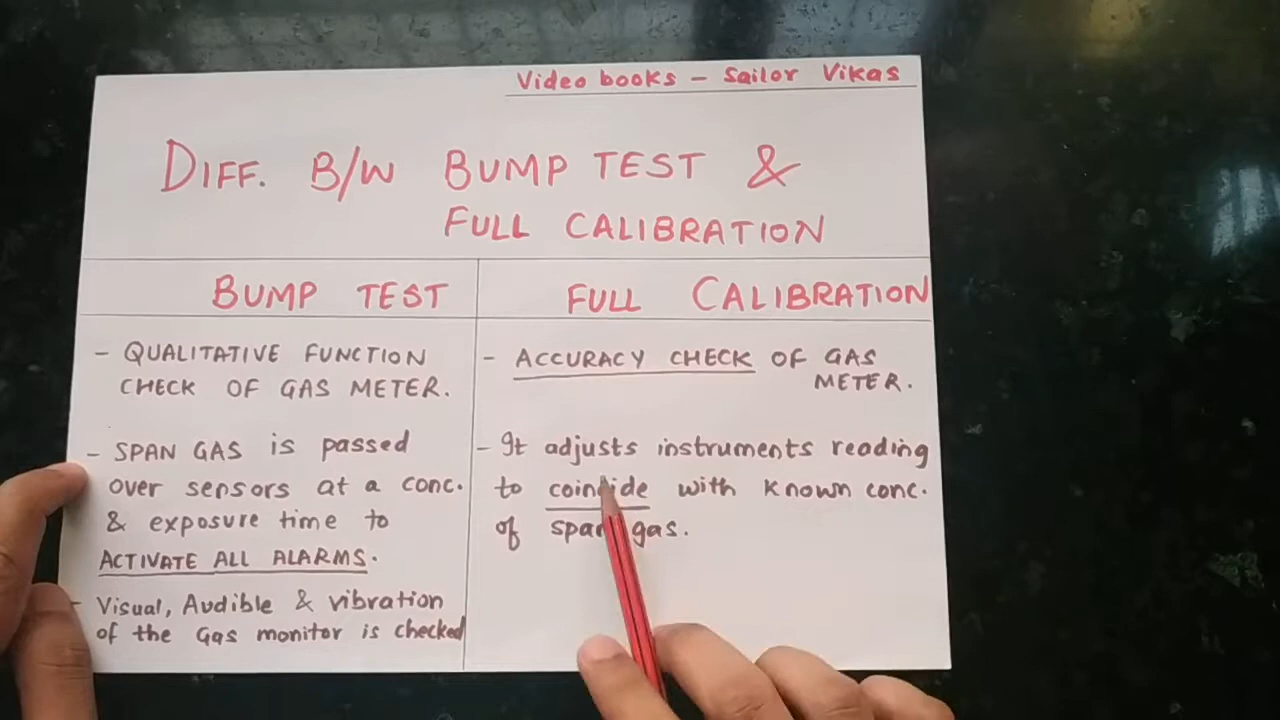 Video books - Sailor Vikas
DIFF. B/W BUMP TEST &
FULL CALIBRATION
BUMP TEST
- QUALITATIVE FUNCTION
CHECK OF GAS METER.
- SPAN GAS is passed
over sensors at a conc.
& exposure time to
ACTIVATE ALL ALARMS.
- Visual, Audible & vibration
of the Gas monitor is checked
FULL CALIBRATION
- ACCURACY CHECK OF GAS
METER.
- It adjusts instruments reading
to coincide with known conc.
of span gas.